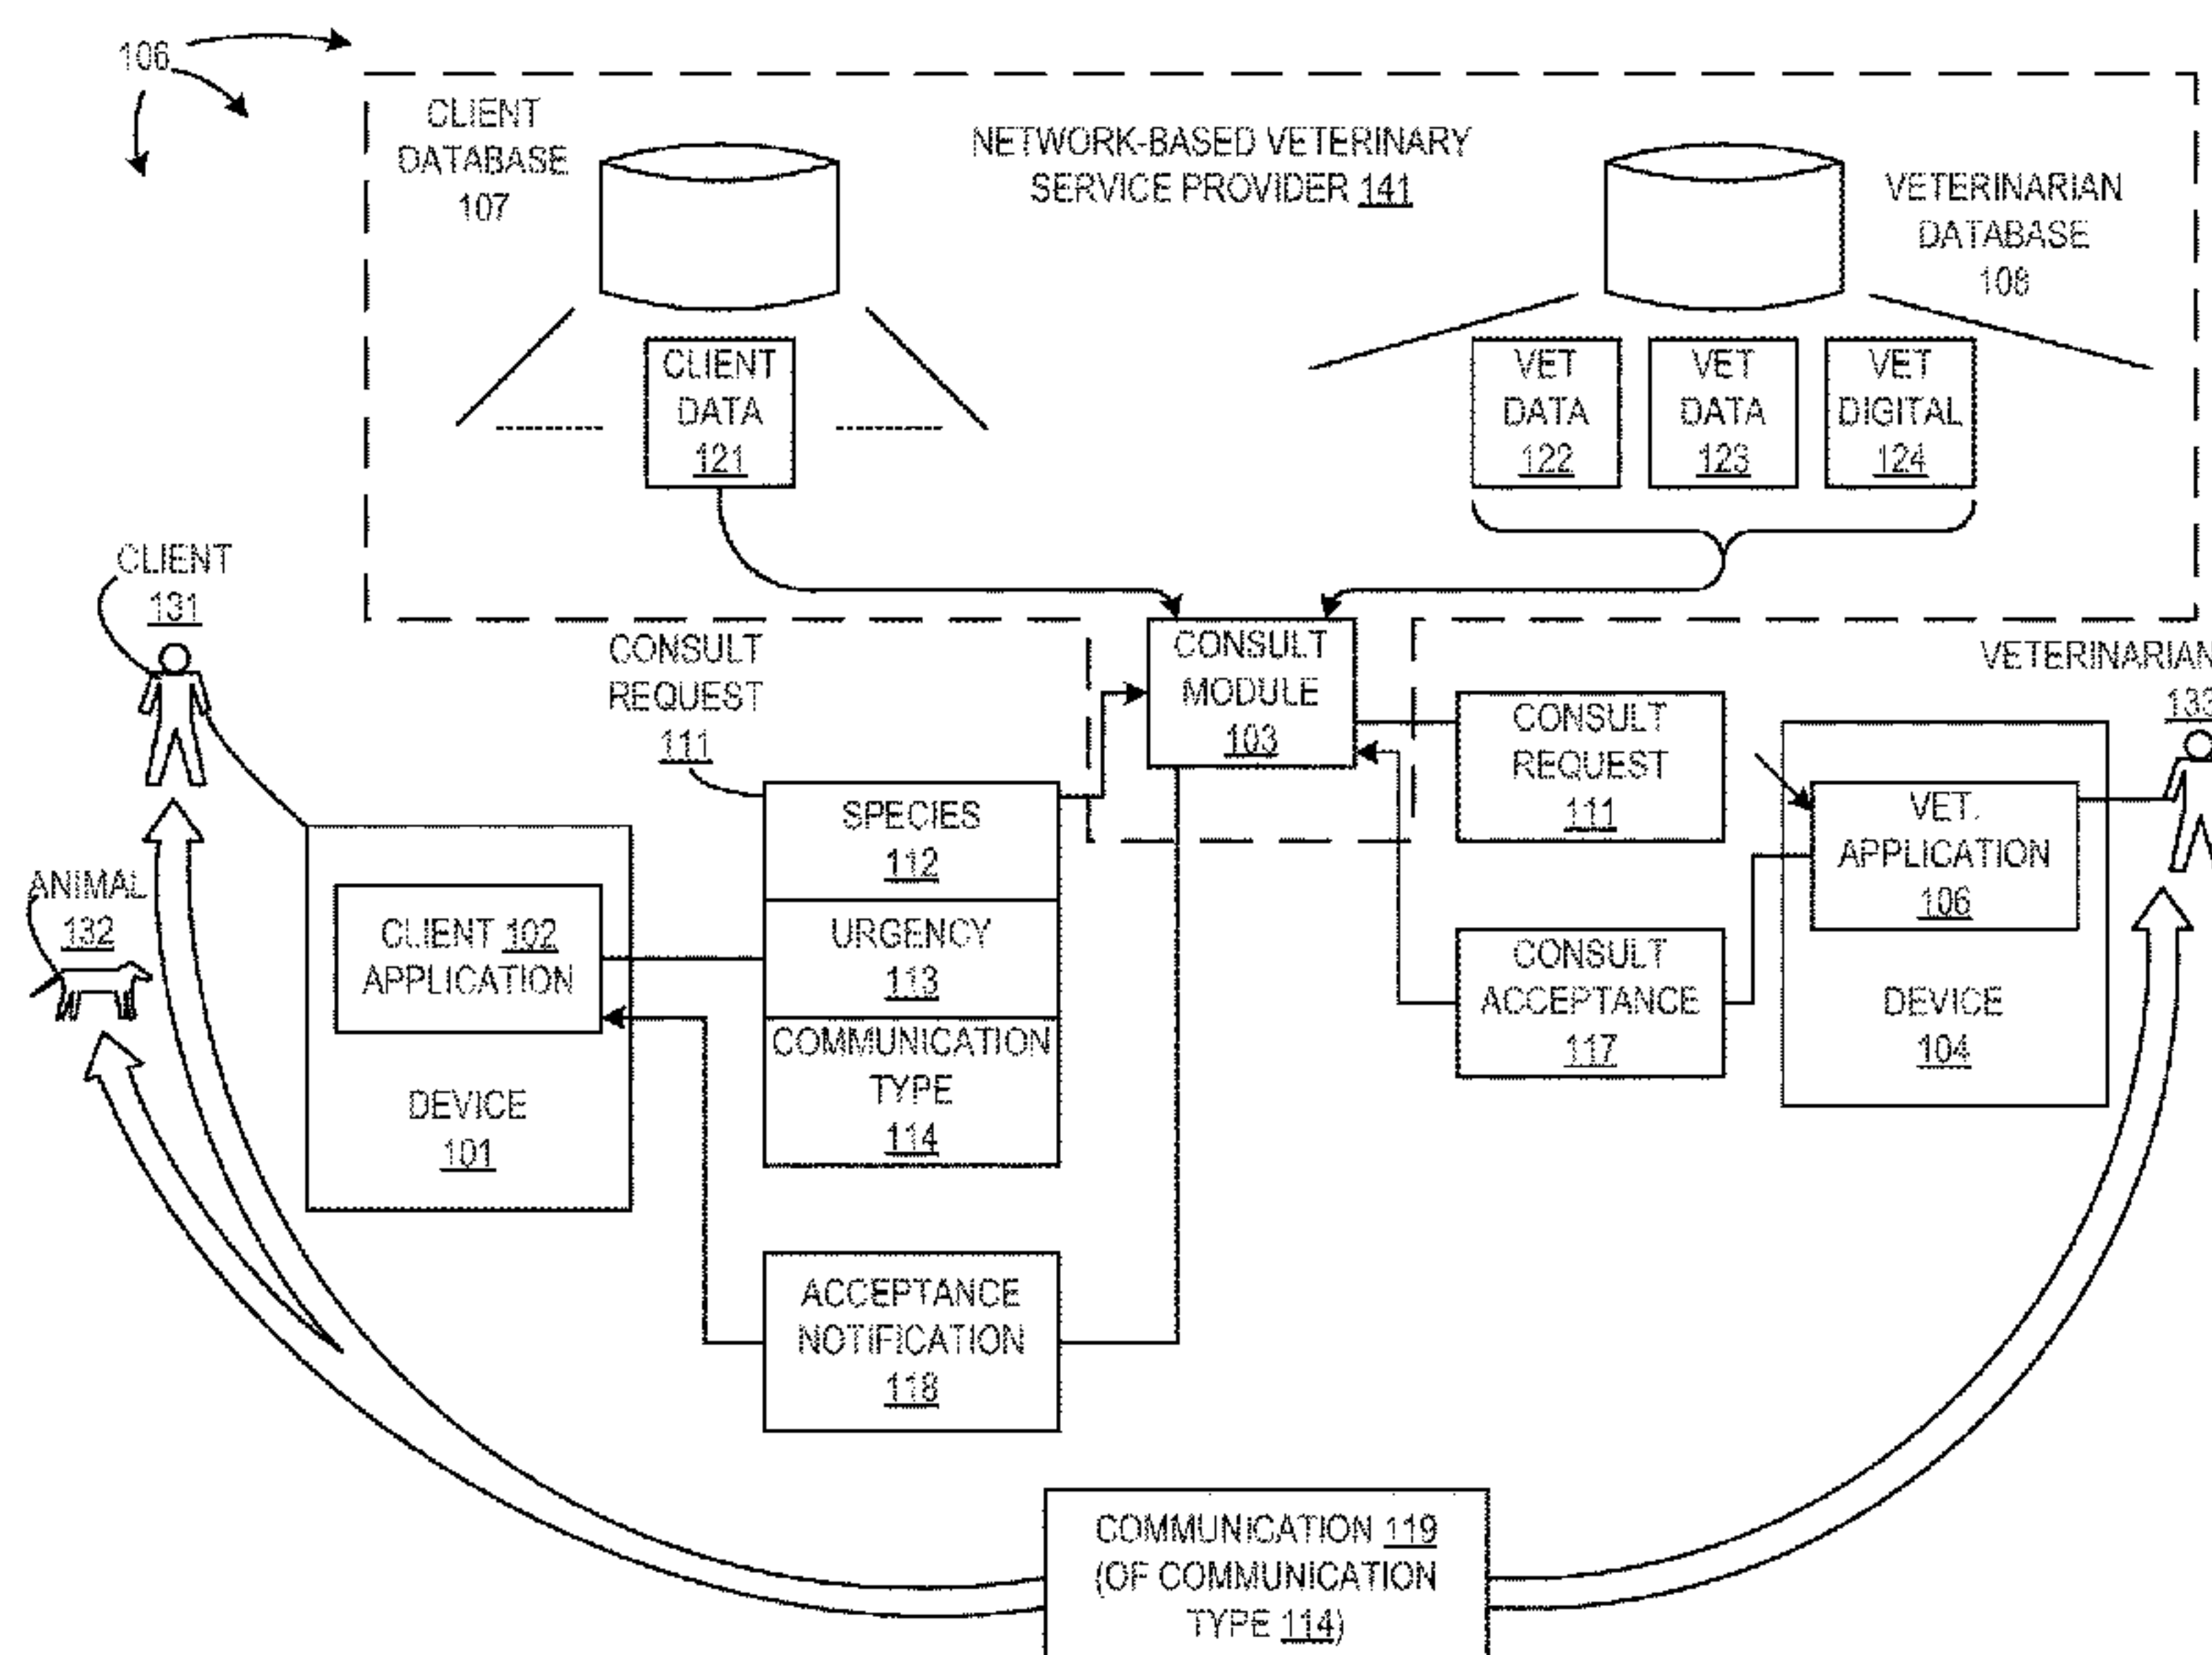 106
CLIENT
DATABASE
107
NETWORK-BASED VETERINARY
SERVICE PROVIDER 141
VETERINARIAN
DATABASE
108
CLIENT
DATA
121
VET
DATA
122
VET
DATA
123
VET
DIGITAL
124
CLIENT
131
CONSULT
REQUEST
111
CONSULT
MODULE
103
VETERINARIAN
133
CONSULT
REQUEST
111
SPECIES
112
URGENCY
113
COMMUNICATION
TYPE
114
VET.
APPLICATION
106
ANIMAL
132
CLIENT 102
APPLICATION
CONSULT
ACCEPTANCE
117
DEVICE
104
DEVICE
101
ACCEPTANCE
NOTIFICATION
118
COMMUNICATION 119
(OF COMMUNICATION
TYPE 114)